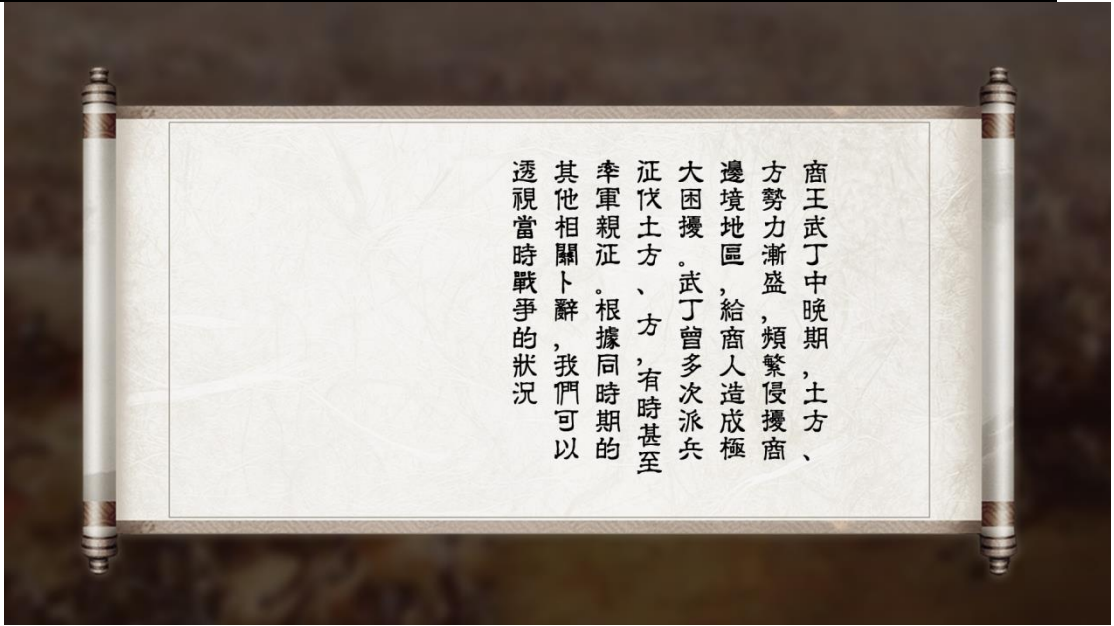 商王武丁中晚期，土方、
方勢力漸盛，頻繁侵擾商
邊境地區，給商人造成極
大困擾。武丁曾多次派兵
征伐土方、方，有時甚至
率軍親征。根據同時期的
其他相關卜辭，我們可以
透視當時戰爭的狀況